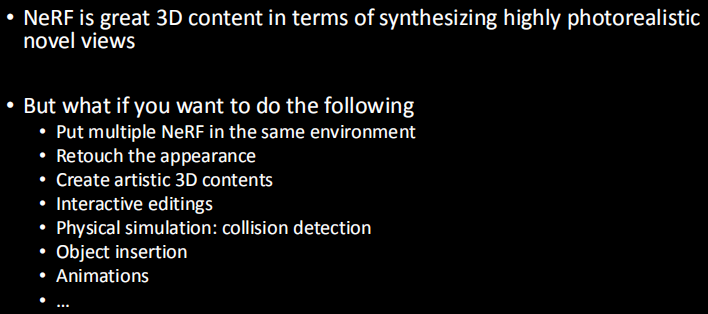 • NeRF is great 3D content in terms of synthesizing highly photorealistic
novel views
• But what if you want to do the following
• Put multiple NeRF in the same environment
• Retouch the appearance
• Create artistic 3D contents
• Interactive editings
• Physical simulation: collision detection
• Object insertion
• Animations
• ...